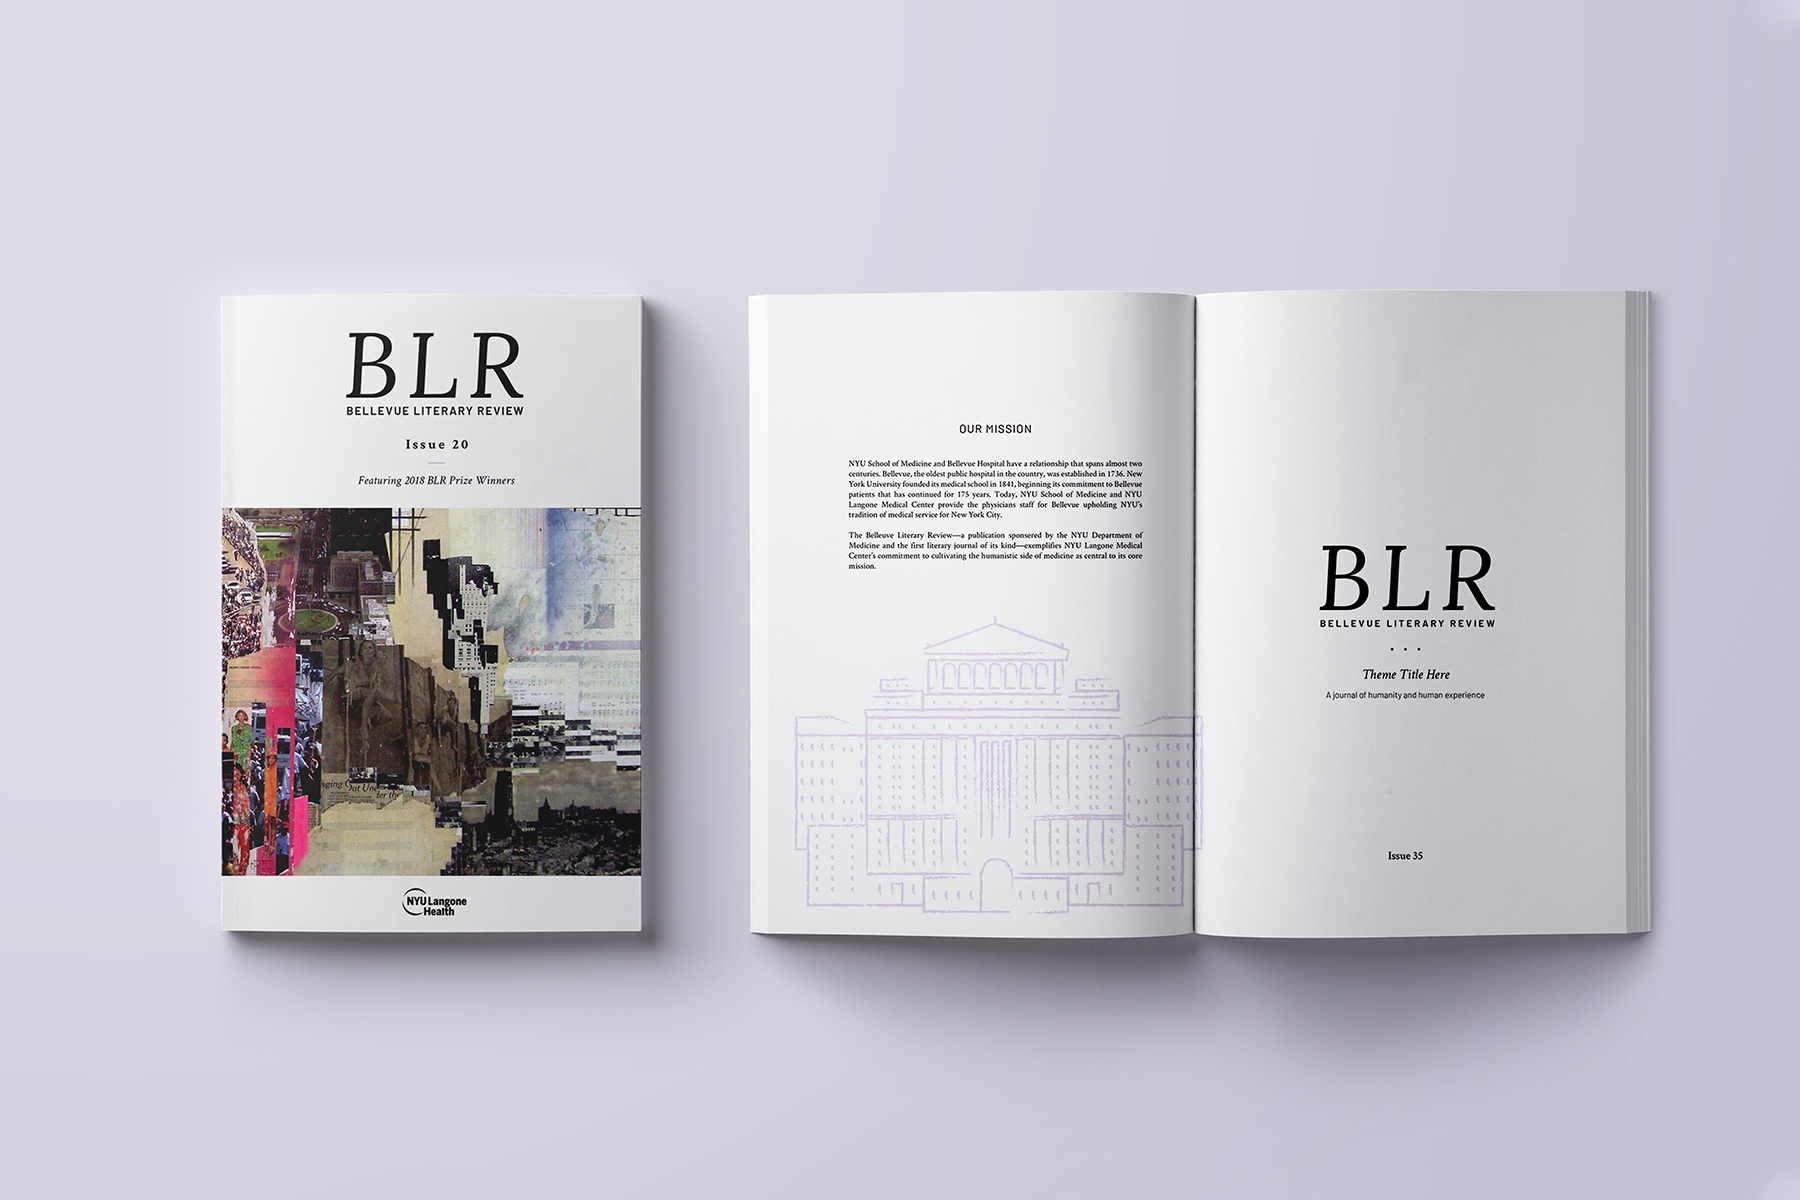 BLR
BELLEVUE LITERARY REVIEW
Issue 20
Featuring 2018 BLR Prize Winners
nging Out Und
der the
NYU Langone
Health
OUR MISSION
NYU School of Medicine and Bellevue Hospital have a relationship that spans almost two
centuries. Bellevue, the oldest public hospital in the country, was established in 1736. New
York University founded its medical school in 1841, beginning its commitment to Bellevue
patients that has continued for 175 years. Today, NYU School of Medicine and NYU
Langone Medical Center provide the physicians staff for Bellevue upholding NYU's
tradition of medical service for New York City.
The Belleuve Literary Review—a publication sponsered by the NYU Department of
Medicine and the first literary journal of its kind—exemplifies NYU Langone Medical
Center's commitment to cultivating the humanistic side of medicine as central to its core
mission.
BLR
BELLEVUE LITERARY REVIEW
Theme Title Here
A journal of humanity and human experience
Issue 35